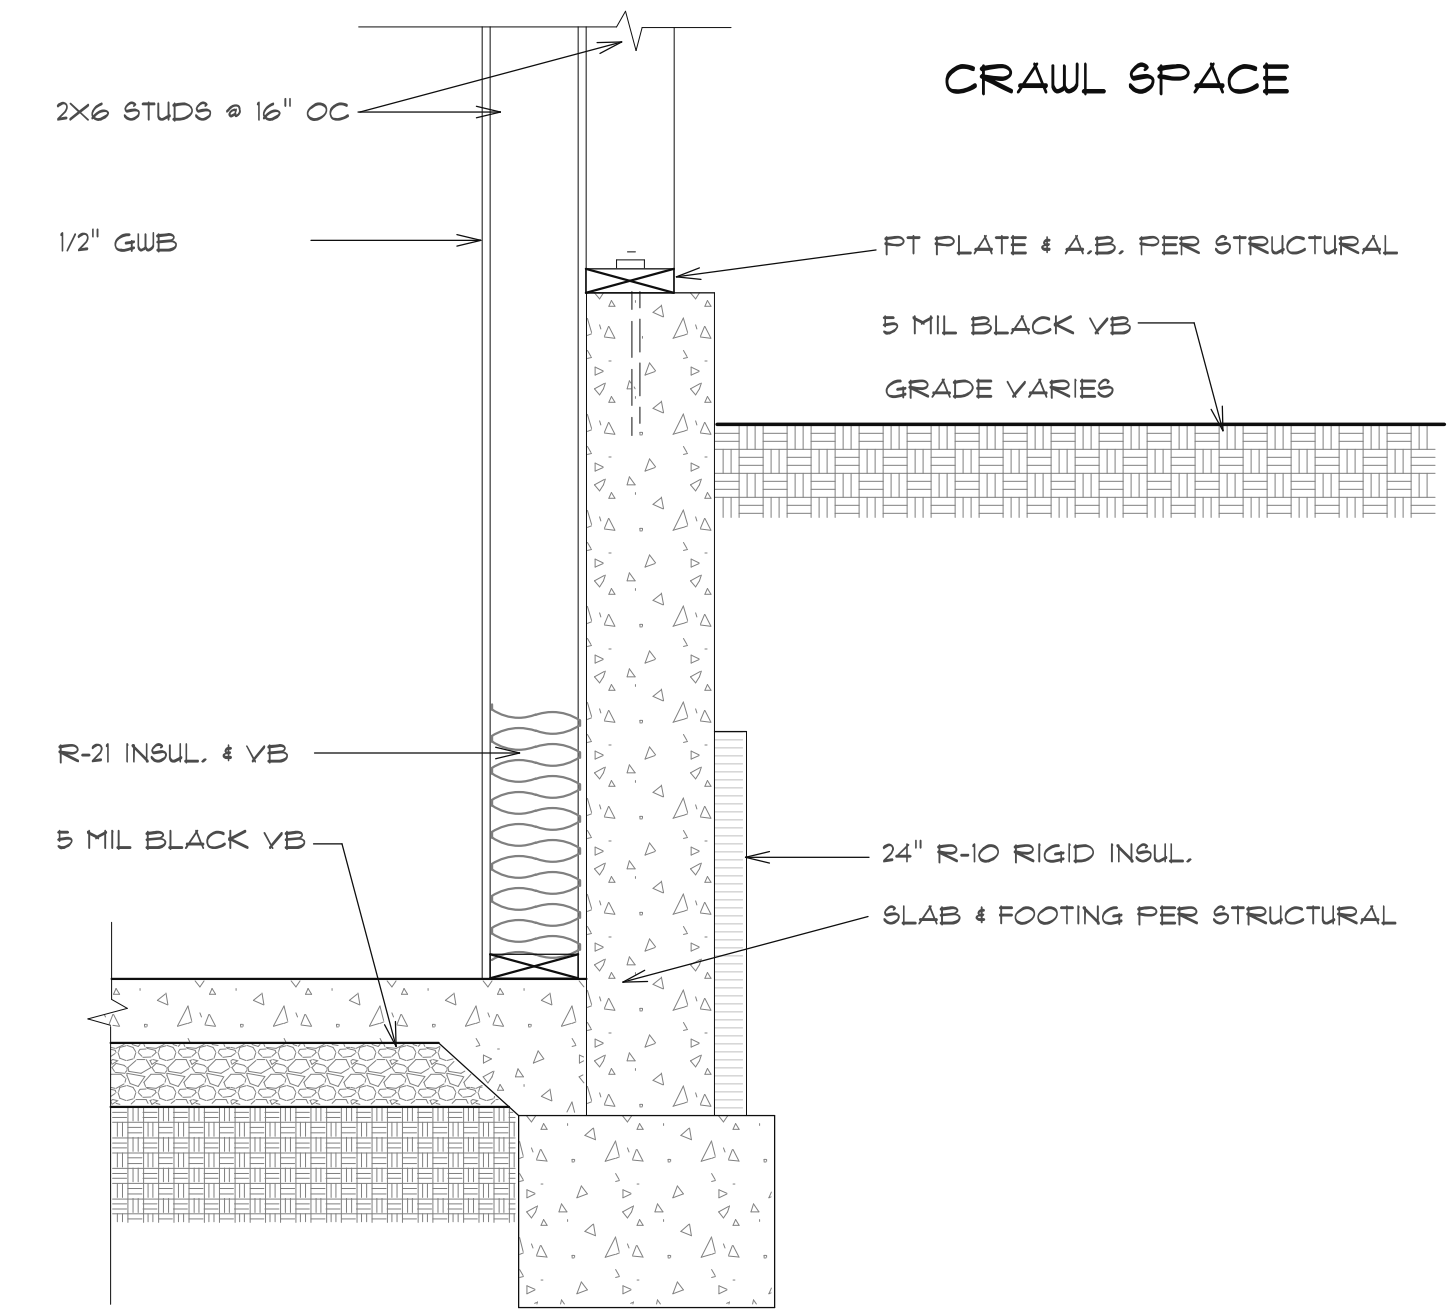 CRAWL SPACE
2X6 STUDS @ 16" OC
1/2" GWB
PT PLATE & A.B. PER STRUCTURAL
5 MIL BLACK VB
GRADE VARIES
R-21 INSUL. & VB
5 MIL BLACK VB
24" R-10 RIGID INSUL.
SLAB & FOOTING PER STRUCTURAL